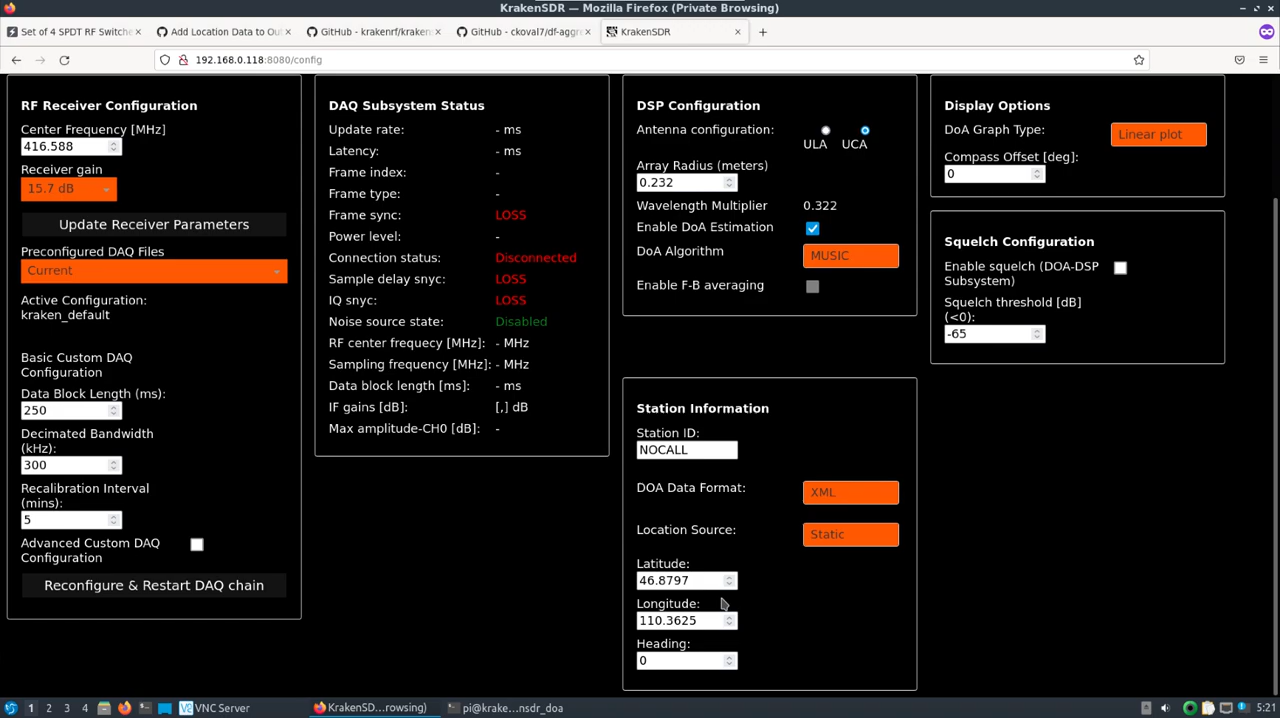 KrakenSDR — Mozilla Firefox (Private Browsing)
Set of 4 SPDT RF Switche
Add Location Data to Ou
GitHub - krakenrf/kraken
GitHub - ckoval7/df-aggr
KrakenSDR
192.168.0.118:8080/config
RF Receiver Configuration
Center Frequency [MHz]
416.588
Receiver gain
15.7 dB
Update Receiver Parameters
Preconfigured DAQ Files
Current
Active Configuration:
kraken_default
Basic Custom DAQ
Configuration
Data Block Length (ms):
250
Decimated Bandwidth
(kHz):
300
Recalibration Interval
(mins):
5
Advanced Custom DAQ
Configuration
Reconfigure & Restart DAQ chain
DAQ Subsystem Status
Update rate: - ms
Latency: - ms
Frame index: -
Frame type: -
Frame sync: LOSS
Power level: -
Connection status: Disconnected
Sample delay snyc: LOSS
IQ snyc: LOSS
Noise source state: Disabled
RF center frequecy [MHz]: - MHz
Sampling frequency [MHz]: - MHz
Data block length [ms]: - ms
IF gains [dB]: [,] dB
Max amplitude-CH0 [dB]: -
DSP Configuration
Antenna configuration:
ULA UCA
Array Radius (meters)
0.232
Wavelength Multiplier 0.322
Enable DoA Estimation
DoA Algorithm MUSIC
Enable F-B averaging
Station Information
Station ID:
NOCALL
DOA Data Format: XML
Location Source: Static
Latitude:
46.8797
Longitude:
110.3625
Heading:
0
Display Options
DoA Graph Type: Linear plot
Compass Offset [deg]:
0
Squelch Configuration
Enable squelch (DOA-DSP
Subsystem)
Squelch threshold [dB]
(<0):
-65
1 2 3 4 VNC Server KrakenSD...rowsing) pi@krake...nsdr_doa 5:21